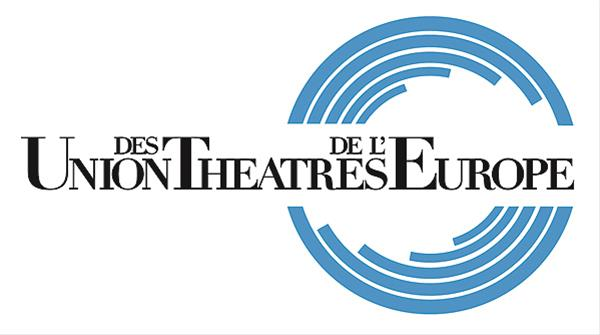 UNION DES THEATRES DE L' EUROPE